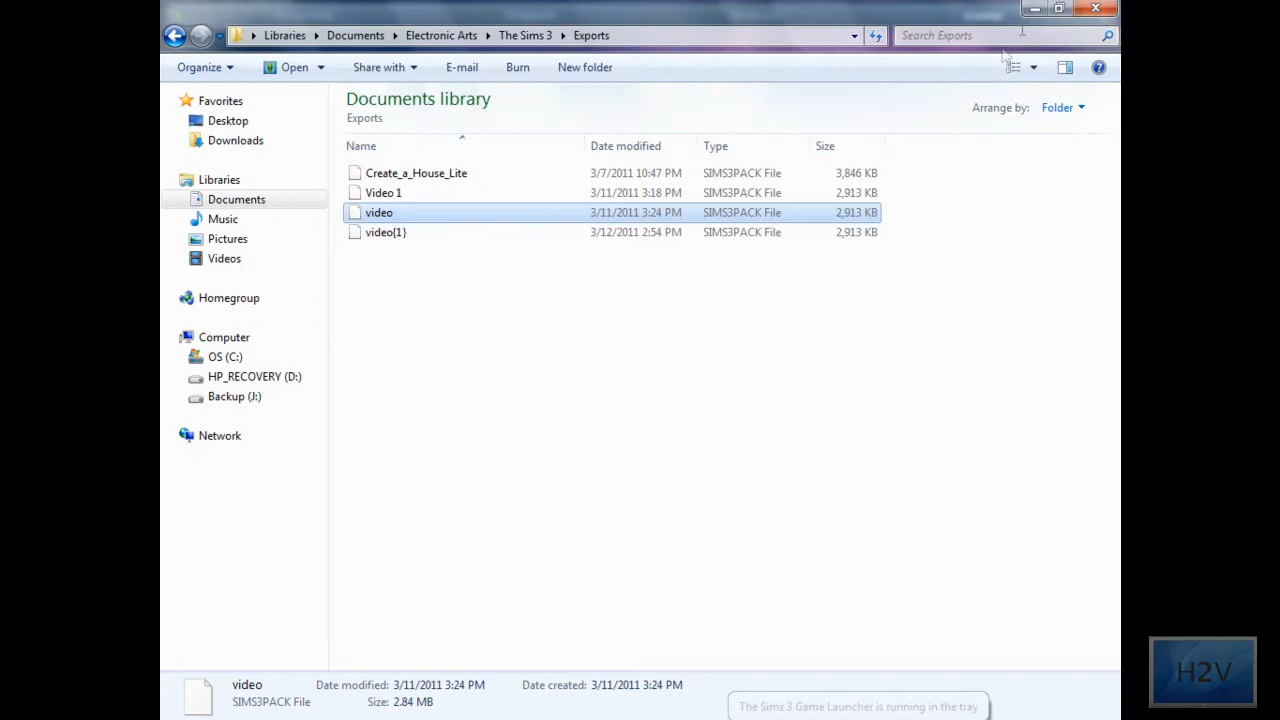 Libraries Documents Electronic Arts The Sims 3 Exports
Search Exports
Organize Open Share with E-mail Burn New folder
Favorites
Desktop
Downloads
Libraries
Documents
Music
Pictures
Videos
Homegroup
Computer
OS (C:)
HP_RECOVERY (D:)
Backup (J:)
Network
Documents library
Exports
Arrange by: Folder
Name Date modified Type Size
Create_a_House_Lite 3/7/2011 10:47 PM SIMS3PACK File 3,846 KB
Video 1 3/11/2011 3:18 PM SIMS3PACK File 2,913 KB
video 3/11/2011 3:24 PM SIMS3PACK File 2,913 KB
video{1} 3/12/2011 2:54 PM SIMS3PACK File 2,913 KB
video Date modified: 3/11/2011 3:24 PM Date created: 3/11/2011 3:24 PM
SIMS3PACK File Size: 2.84 MB
The Sims 3 Game Launcher is running in the tray
H2V